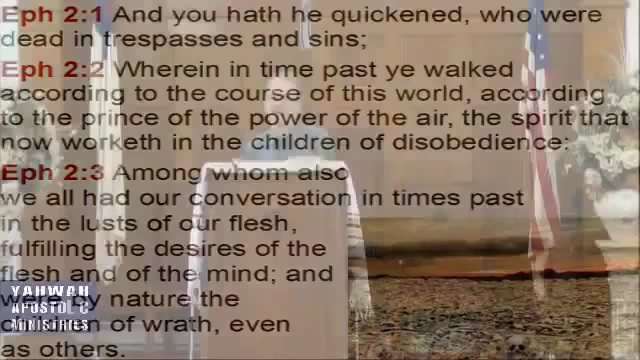 Eph 2:1 And you hath he quickened, who were
dead in trespasses and sins;
Eph 2:2 Wherein in time past ye walked
according to the course of this world, according
to the prince of the power of the air, the spirit that
now worketh in the children of disobedience:
Eph 2:3 Among whom also
we all had our conversation in times past
in the lusts of our flesh,
fulfilling the desires of the
flesh and of the mind; and
were by nature the
children of wrath, even
as others.
YAHWAH
APOSTOLIC
MINISTRIES